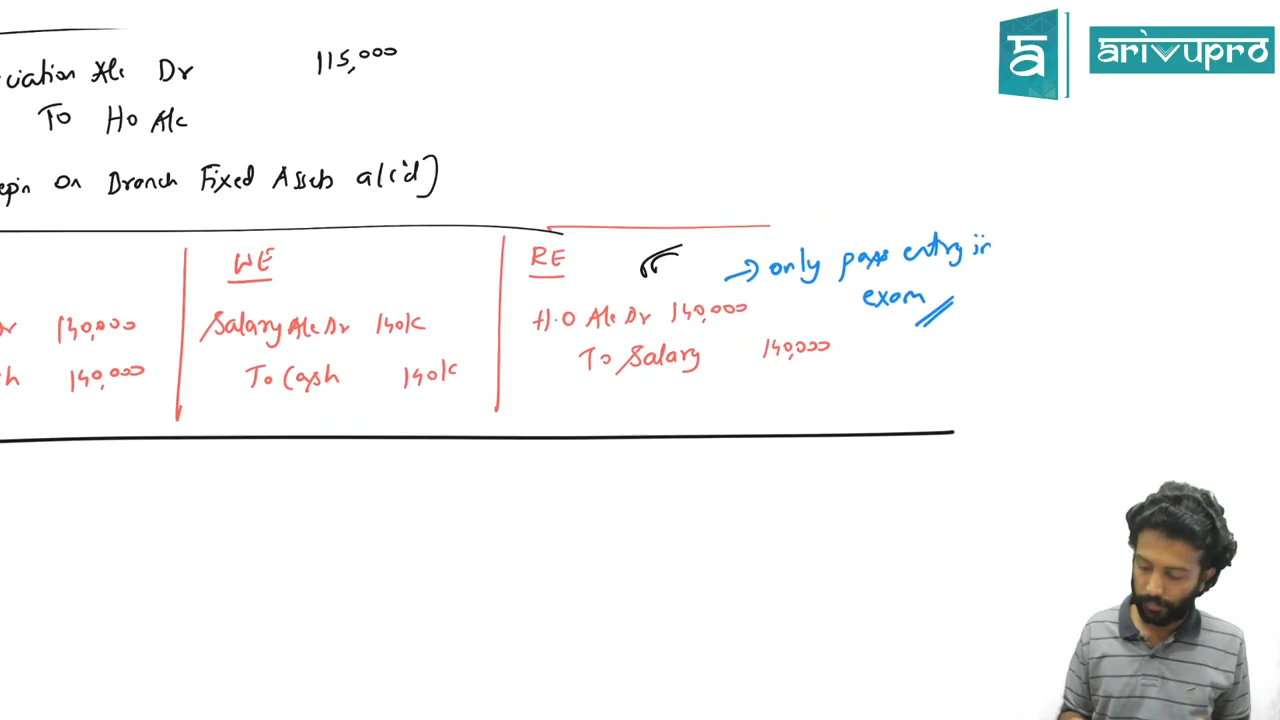 ciation A/c Dr 115,000
To Ho A/c
epn On Branch Fixed Assets a/c'd]
WE
RE
→ only pass entry in
exam
Dr 140,000
Salary A/c Dr 140k
H.O A/c Dr 140,000
h 140,000
To Cash 140k
To Salary 140,000
arivupro